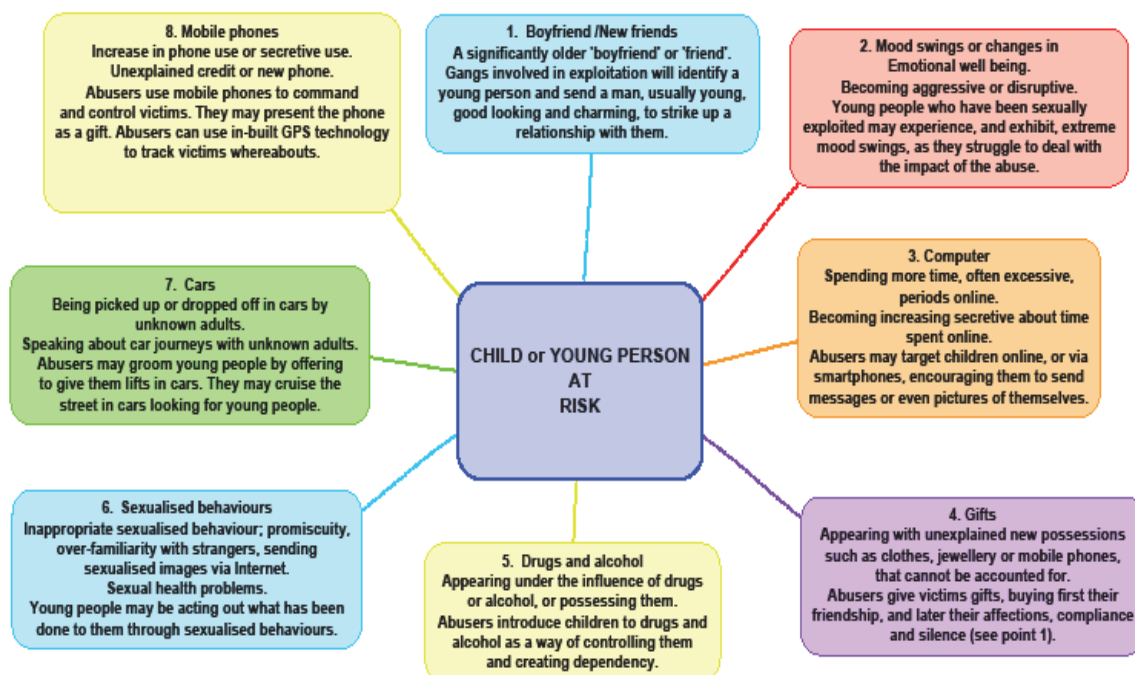 8. Mobile phones
Increase in phone use or secretive use.
Unexplained credit or new phone.
Abusers use mobile phones to command
and control victims. They may present the phone
as a gift. Abusers can use in-built GPS technology
to track victims whereabouts.
1. Boyfriend /New friends
A significantly older 'boyfriend' or 'friend'.
Gangs involved in exploitation will identify a
young person and send a man, usually young,
good looking and charming, to strike up a
relationship with them.
2. Mood swings or changes in
Emotional well being.
Becoming aggressive or disruptive.
Young people who have been sexually
exploited may experience, and exhibit, extreme
mood swings, as they struggle to deal with
the impact of the abuse.
7. Cars
Being picked up or dropped off in cars by
unknown adults.
Speaking about car journeys with unknown adults.
Abusers may groom young people by offering
to give them lifts in cars. They may cruise the
street in cars looking for young people.
CHILD or YOUNG PERSON
AT
RISK
3. Computer
Spending more time, often excessive,
periods online.
Becoming increasing secretive about time
spent online.
Abusers may target children online, or via
smartphones, encouraging them to send
messages or even pictures of themselves.
6. Sexualised behaviours
Inappropriate sexualised behaviour; promiscuity,
over-familiarity with strangers, sending
sexualised images via Internet.
Sexual health problems.
Young people may be acting out what has been
done to them through sexualised behaviours.
5. Drugs and alcohol
Appearing under the influence of drugs
or alcohol, or possessing them.
Abusers introduce children to drugs and
alcohol as a way of controlling them
and creating dependency.
4. Gifts
Appearing with unexplained new possessions
such as clothes, jewellery or mobile phones,
that cannot be accounted for.
Abusers give victims gifts, buying first their
friendship, and later their affections, compliance
and silence (see point 1).